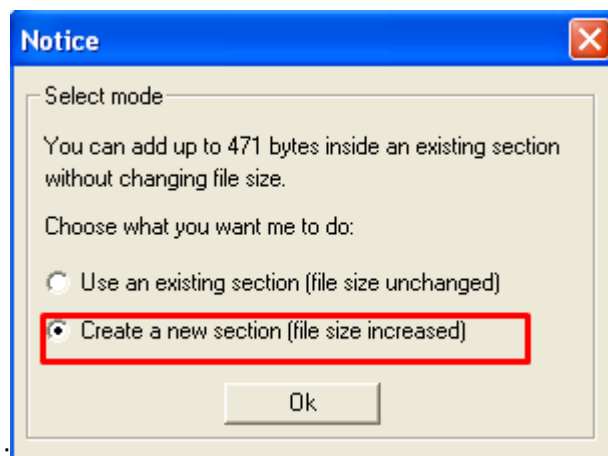 Notice
Select mode
You can add up to 471 bytes inside an existing section
without changing file size.
Choose what you want me to do:
Use an existing section (file size unchanged)
Create a new section (file size increased)
Ok
.